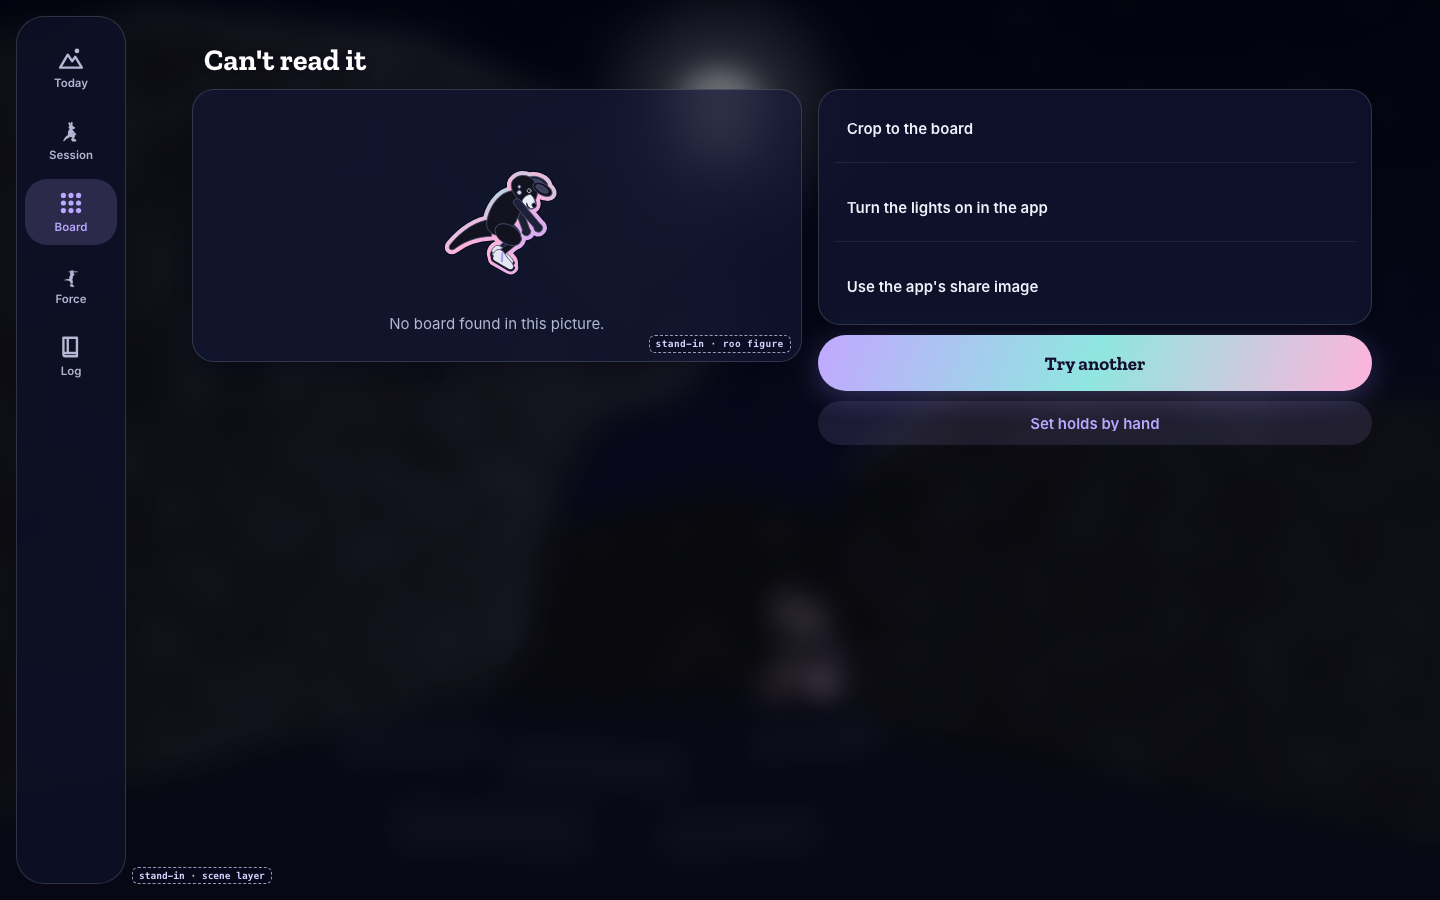 Can't read it
Today
Session
Board
Force
Log
No board found in this picture.
stand-in · roo figure
Crop to the board
Turn the lights on in the app
Use the app's share image
Try another
Set holds by hand
stand-in · scene layer